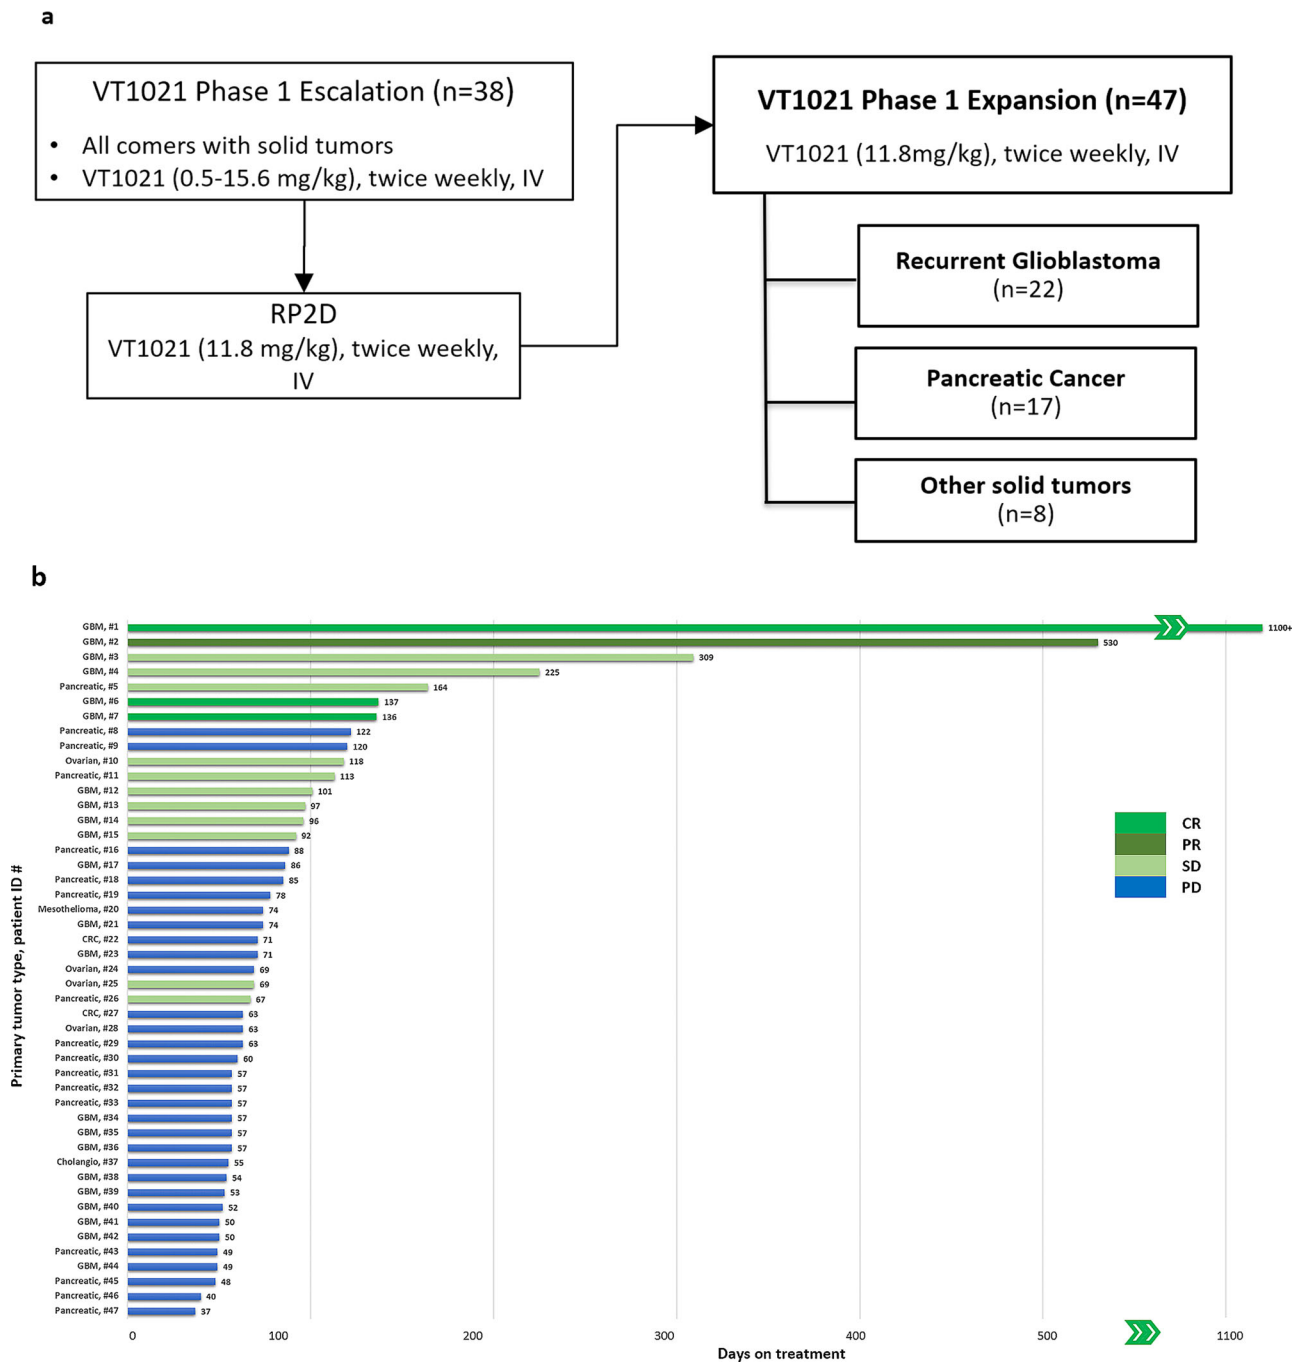 a
VT1021 Phase 1 Escalation (n=38)
• All comers with solid tumors
• VT1021 (0.5-15.6 mg/kg), twice weekly, IV
RP2D
VT1021 (11.8 mg/kg), twice weekly,
IV
VT1021 Phase 1 Expansion (n=47)
VT1021 (11.8mg/kg), twice weekly, IV
Recurrent Glioblastoma
(n=22)
Pancreatic Cancer
(n=17)
Other solid tumors
(n=8)
b
Primary tumor type, patient ID #
GBM, #1 1100+
GBM, #2 530
GBM, #3 309
GBM, #4 225
Pancreatic, #5 164
GBM, #6 137
GBM, #7 136
Pancreatic, #8 122
Pancreatic, #9 120
Ovarian, #10 118
Pancreatic, #11 113
GBM, #12 101
GBM, #13 97
GBM, #14 96
GBM, #15 92
Pancreatic, #16 88
GBM, #17 86
Pancreatic, #18 85
Pancreatic, #19 78
Mesothelioma, #20 74
GBM, #21 74
CRC, #22 71
GBM, #23 71
Ovarian, #24 69
Ovarian, #25 69
Pancreatic, #26 67
CRC, #27 63
Ovarian, #28 63
Pancreatic, #29 63
Pancreatic, #30 60
Pancreatic, #31 57
Pancreatic, #32 57
Pancreatic, #33 57
GBM, #34 57
GBM, #35 57
GBM, #36 57
Cholangio, #37 55
GBM, #38 54
GBM, #39 53
GBM, #40 52
GBM, #41 50
GBM, #42 50
Pancreatic, #43 49
GBM, #44 49
Pancreatic, #45 48
Pancreatic, #46 40
Pancreatic, #47 37
CR
PR
SD
PD
0 100 200 300 400 500 1100
Days on treatment